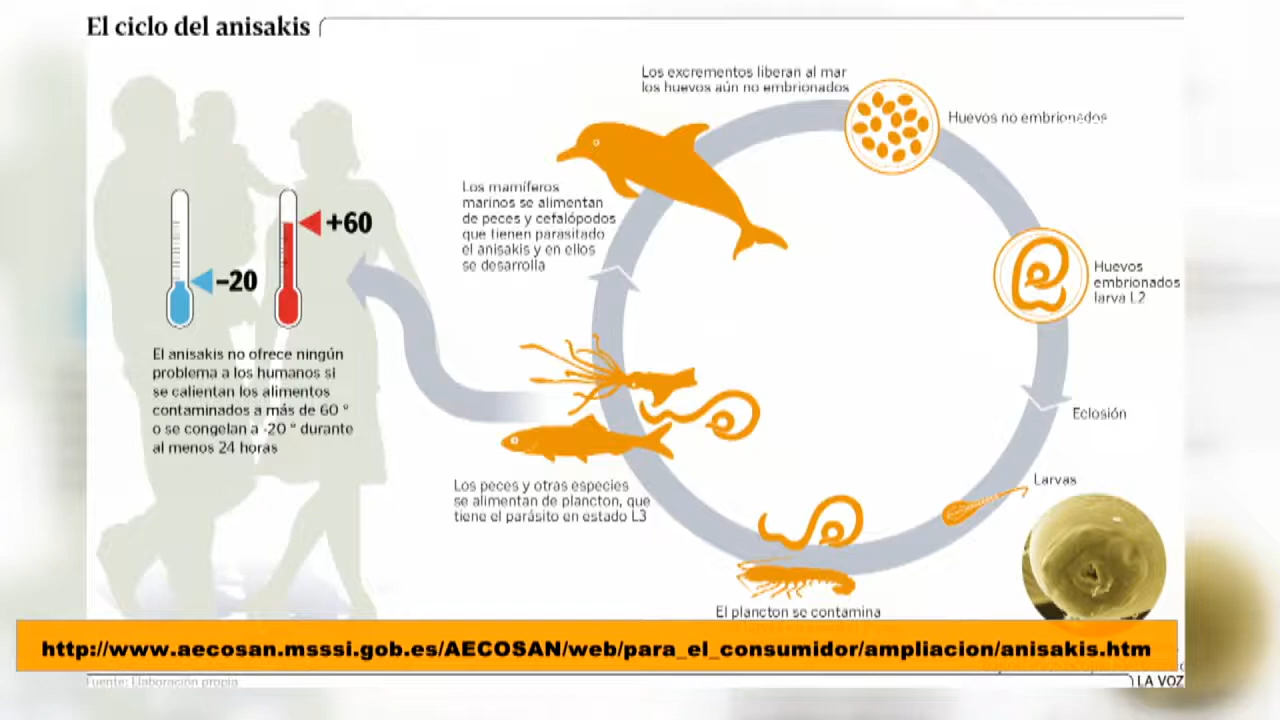 El ciclo del anisakis
Los excrementos liberan al mar
los huevos aún no embrionados
Huevos no embrionados
Los mamíferos
marinos se alimentan
de peces y cefalópodos
que tienen parasitado
el anisakis y en ellos
se desarrolla
Huevos
embrionados
larva L2
+60
-20
El anisakis no ofrece ningún
problema a los humanos si
se calientan los alimentos
contaminados a más de 60 °
o se congelan a -20 ° durante
al menos 24 horas
Eclosión
Larvas
Los peces y otras especies
se alimentan de plancton, que
tiene el parásito en estado L3
El plancton se contamina
http://www.aecosan.msssi.gob.es/AECOSAN/web/para_el_consumidor/ampliacion/anisakis.htm
Fuente: Elaboración propia
LA VOZ